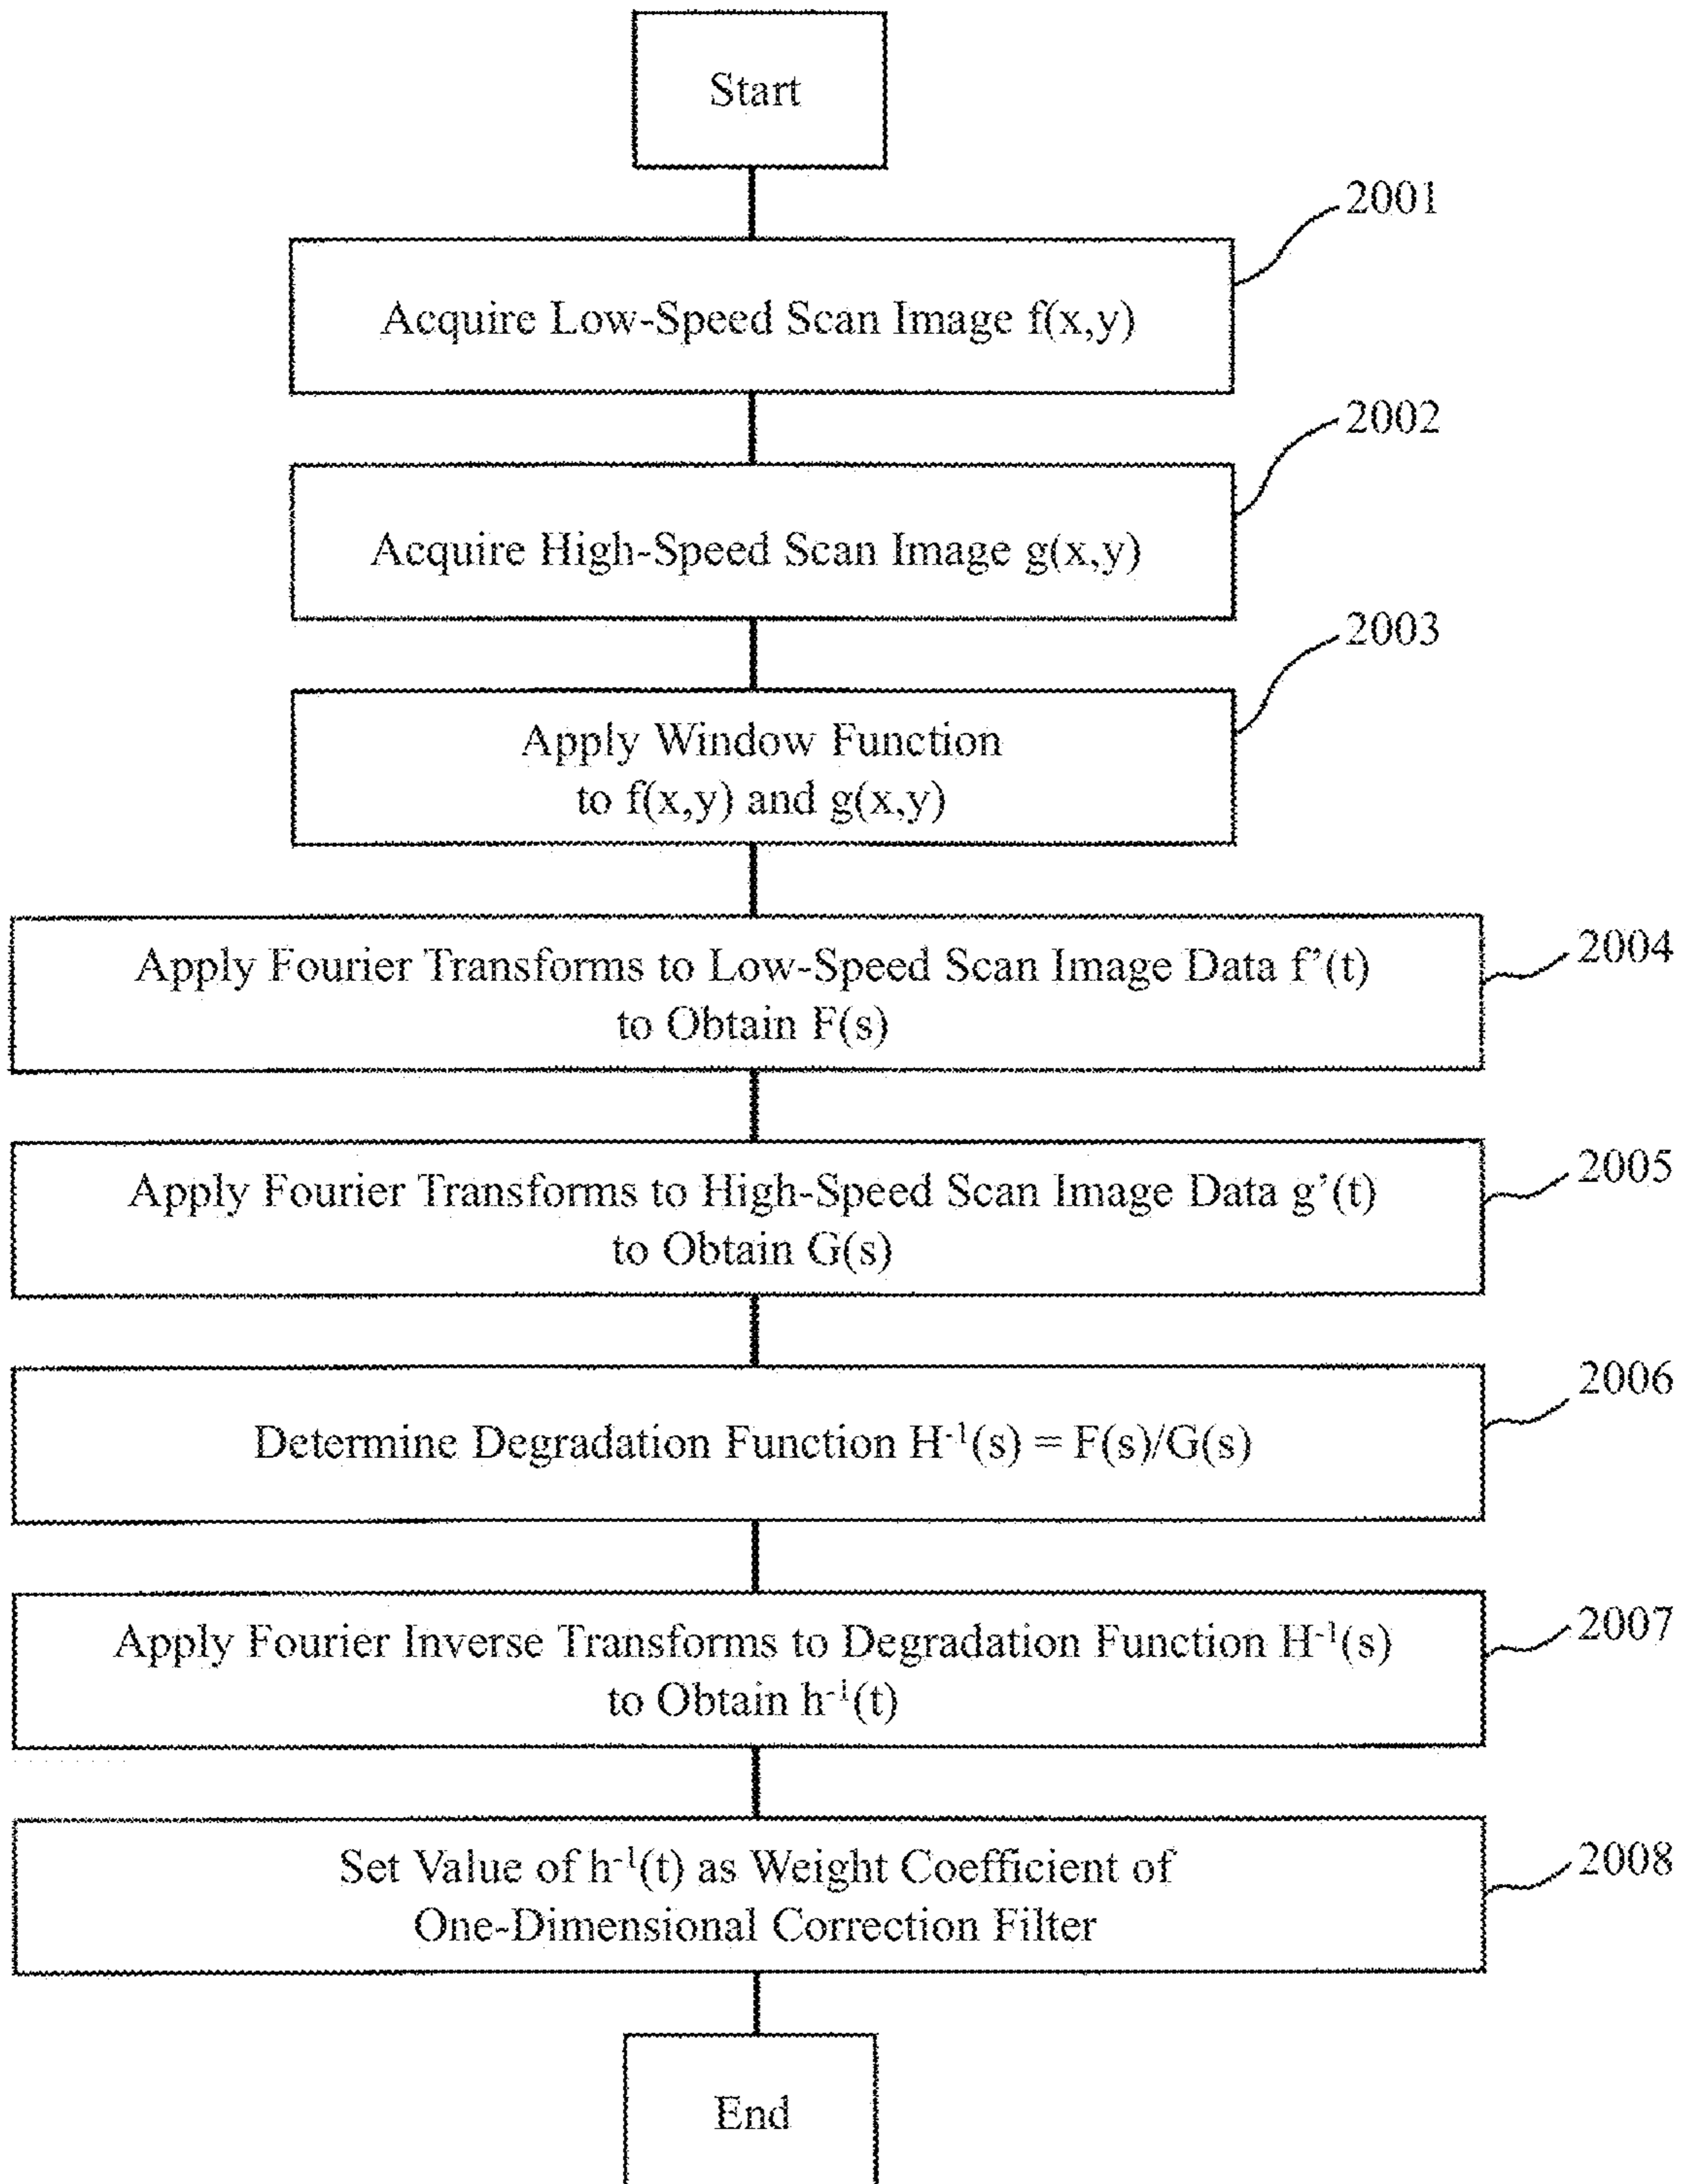 Start
2001
Acquire Low-Speed Scan Image f(x,y)
2002
Acquire High-Speed Scan Image g(x,y)
2003
Apply Window Function
to f(x,y) and g(x,y)
2004
Apply Fourier Transforms to Low-Speed Scan Image Data f’(t)
to Obtain F(s)
2005
Apply Fourier Transforms to High-Speed Scan Image Data g’(t)
to Obtain G(s)
2006
Determine Degradation Function H⁻¹(s) = F(s)/G(s)
2007
Apply Fourier Inverse Transforms to Degradation Function H⁻¹(s)
to Obtain h⁻¹(t)
2008
Set Value of h⁻¹(t) as Weight Coefficient of
One-Dimensional Correction Filter
End